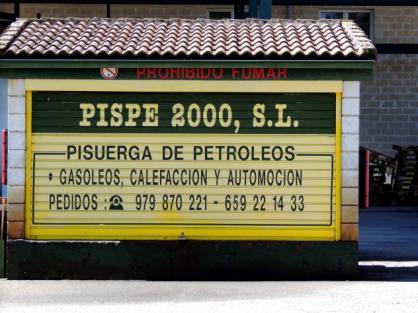 PROHIBIDO FUMAR
PISPE 2000, S.L.
PISUERGA DE PETROLEOS
GASOLEOS, CALEFACCION Y AUTOMOCION
PEDIDOS : ☎ 979 870 221 - 659 22 14 33